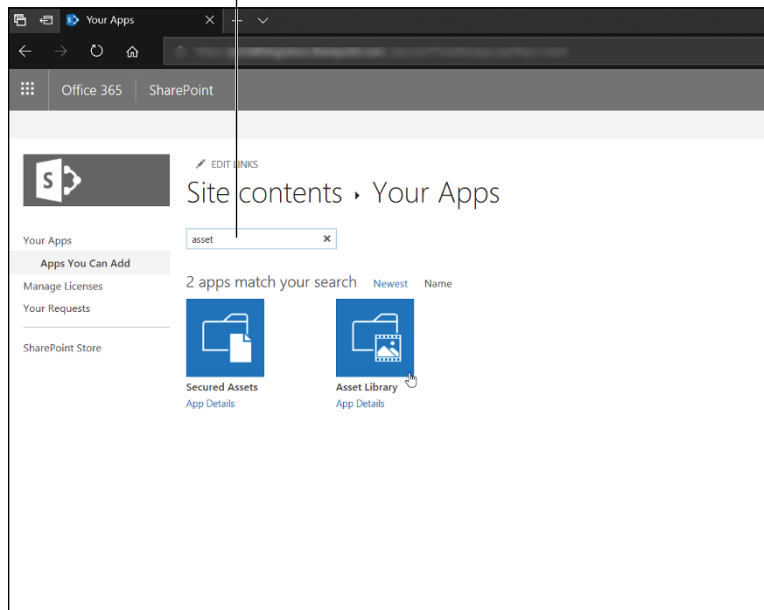 Your Apps
Office 365 SharePoint
S
EDIT LINKS
Site contents ▸ Your Apps
asset
Your Apps
Apps You Can Add
Manage Licenses
Your Requests
SharePoint Store
2 apps match your search Newest Name
Secured Assets
App Details
Asset Library
App Details